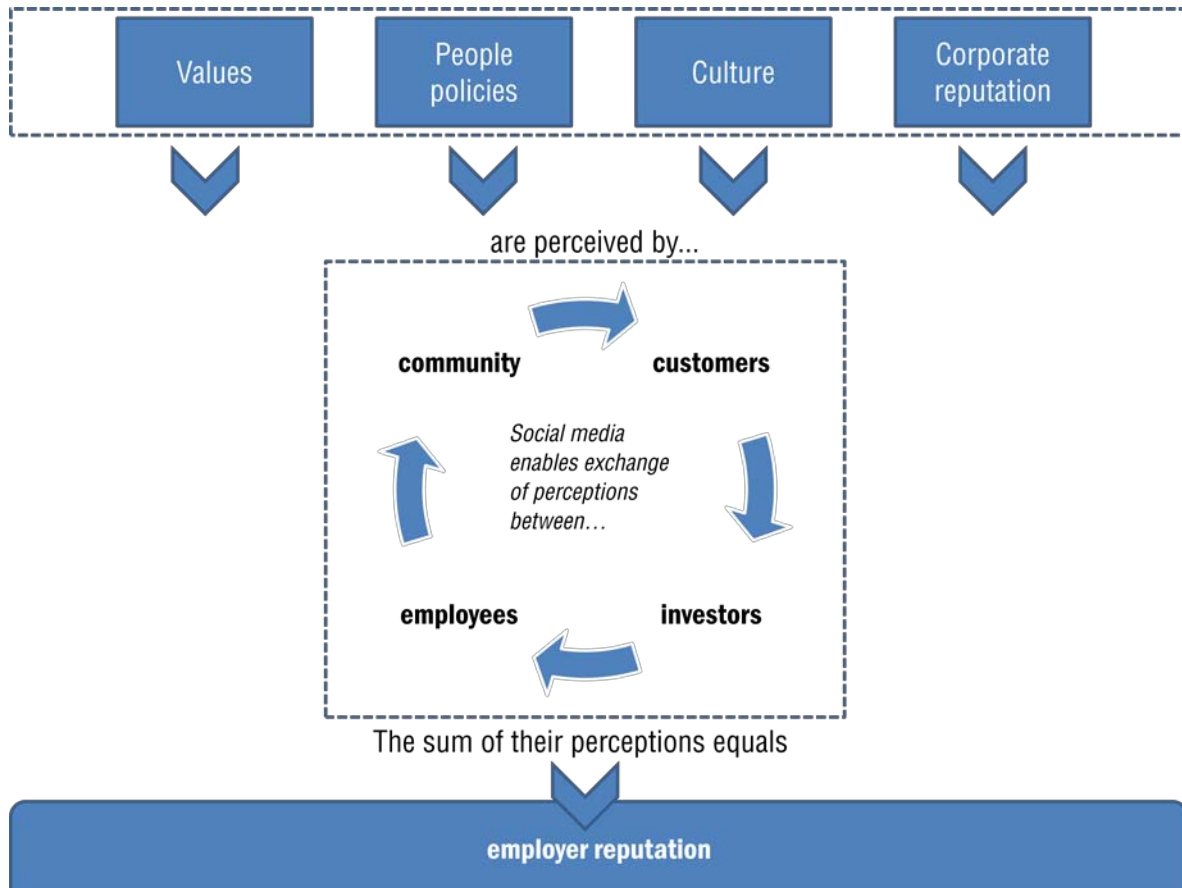 Values
People
policies
Culture
Corporate
reputation
are perceived by...
community
customers
Social media
enables exchange
of perceptions
between…
employees
investors
The sum of their perceptions equals
employer reputation